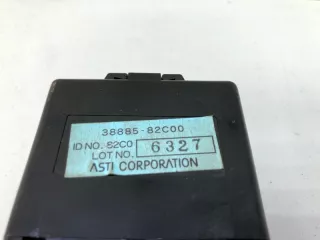 38885-82C00
ID NO. 82C0
LOT NO. 6327
ASTI CORPORATION